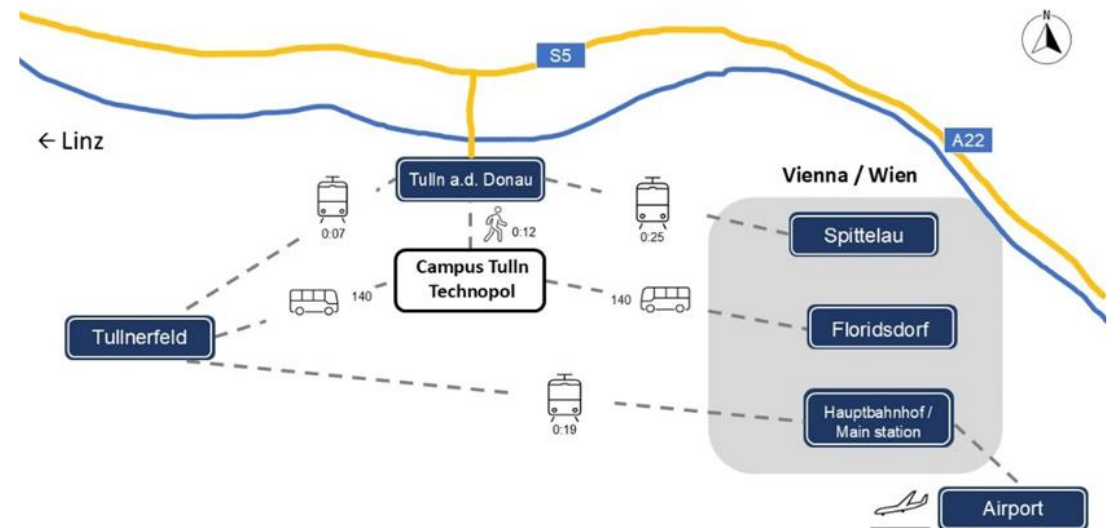 N
S5
A22
← Linz
Tulln a.d. Donau
Vienna / Wien
0:07
0:12
0:25
Spittelau
Campus Tulln
Technopol
140
140
Tullnerfeld
Floridsdorf
0:19
Hauptbahnhof /
Main station
Airport